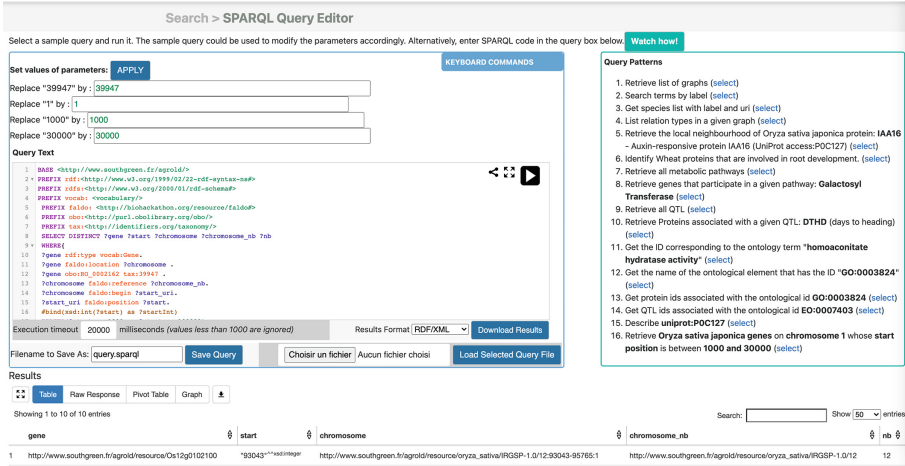 Search > SPARQL Query Editor
Select a sample query and run it. The sample query could be used to modify the parameters accordingly. Alternatively, enter SPARQL code in the query box below. Watch how!
KEYBOARD COMMANDS
Set values of parameters: APPLY
Replace "39947" by : 39947
Replace "1" by : 1
Replace "1000" by : 1000
Replace "30000" by : 30000
Query Text
1 BASE <http://www.southgreen.fr/agrold/>
2 PREFIX rdf:<http://www.w3.org/1999/02/22-rdf-syntax-ns#>
3 PREFIX rdfs:<http://www.w3.org/2000/01/rdf-schema#>
4 PREFIX vocab: <vocabulary/>
5 PREFIX faldo: <http://biohackathon.org/resource/faldo#>
6 PREFIX obo:<http://purl.obolibrary.org/obo/>
7 PREFIX tax:<http://identifiers.org/taxonomy/>
8 SELECT DISTINCT ?gene ?start ?chromosome ?chromosome_nb ?nb
9 WHERE{
10 ?gene rdf:type vocab:Gene.
11 ?gene faldo:location ?chromosome .
12 ?gene obo:RO_0002162 tax:39947 .
13 ?chromosome faldo:reference ?chromosome_nb.
14 ?chromosome faldo:begin ?start_uri.
15 ?start_uri faldo:position ?start.
16 #bind(xsd:int(?start) as ?startInt)
Execution timeout 20000 milliseconds (values less than 1000 are ignored) Results Format RDF/XML Download Results
Filename to Save As: query.sparql Save Query Choisir un fichier Aucun fichier choisi Load Selected Query File
Query Patterns
1. Retrieve list of graphs (select)
2. Search terms by label (select)
3. Get species list with label and uri (select)
4. List relation types in a given graph (select)
5. Retrieve the local neighbourhood of Oryza sativa japonica protein: IAA16
- Auxin-responsive protein IAA16 (UniProt access:P0C127) (select)
6. Identify Wheat proteins that are involved in root development. (select)
7. Retrieve all metabolic pathways (select)
8. Retrieve genes that participate in a given pathway: Galactosyl
Transferase (select)
9. Retrieve all QTL (select)
10. Retrieve Proteins associated with a given QTL: DTHD (days to heading)
(select)
11. Get the ID corresponding to the ontology term "homoaconitate
hydratase activity" (select)
12. Get the name of the ontological element that has the ID "GO:0003824"
(select)
13. Get protein ids associated with the ontological id GO:0003824 (select)
14. Get QTL ids associated with the ontological id EO:0007403 (select)
15. Describe uniprot:P0C127 (select)
16. Retrieve Oryza sativa japonica genes on chromosome 1 whose start
position is between 1000 and 30000 (select)
Results
Table Raw Response Pivot Table Graph
Showing 1 to 10 of 10 entries Search: Show 50 entries
gene start chromosome chromosome_nb nb
1 http://www.southgreen.fr/agrold/resource/Os12g0102100 "93043"^^xsd:integer http://www.southgreen.fr/agrold/resource/oryza_sativa/IRGSP-1.0/12:93043-95765:1 http://www.southgreen.fr/agrold/resource/oryza_sativa/IRGSP-1.0/12 12